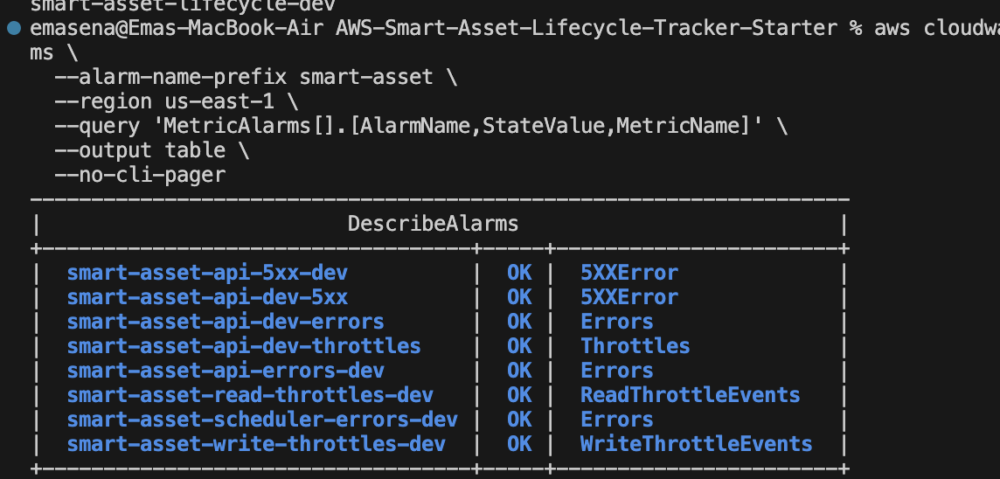 smart-asset-lifecycle-dev
emasena@Emas-MacBook-Air AWS-Smart-Asset-Lifecycle-Tracker-Starter % aws cloudwa
ms \
--alarm-name-prefix smart-asset \
--region us-east-1 \
--query 'MetricAlarms[].[AlarmName,StateValue,MetricName]' \
--output table \
--no-cli-pager
DescribeAlarms
smart-asset-api-5xx-dev | OK | 5XXError
smart-asset-api-dev-5xx | OK | 5XXError
smart-asset-api-dev-errors | OK | Errors
smart-asset-api-dev-throttles | OK | Throttles
smart-asset-api-errors-dev | OK | Errors
smart-asset-read-throttles-dev | OK | ReadThrottleEvents
smart-asset-scheduler-errors-dev | OK | Errors
smart-asset-write-throttles-dev | OK | WriteThrottleEvents